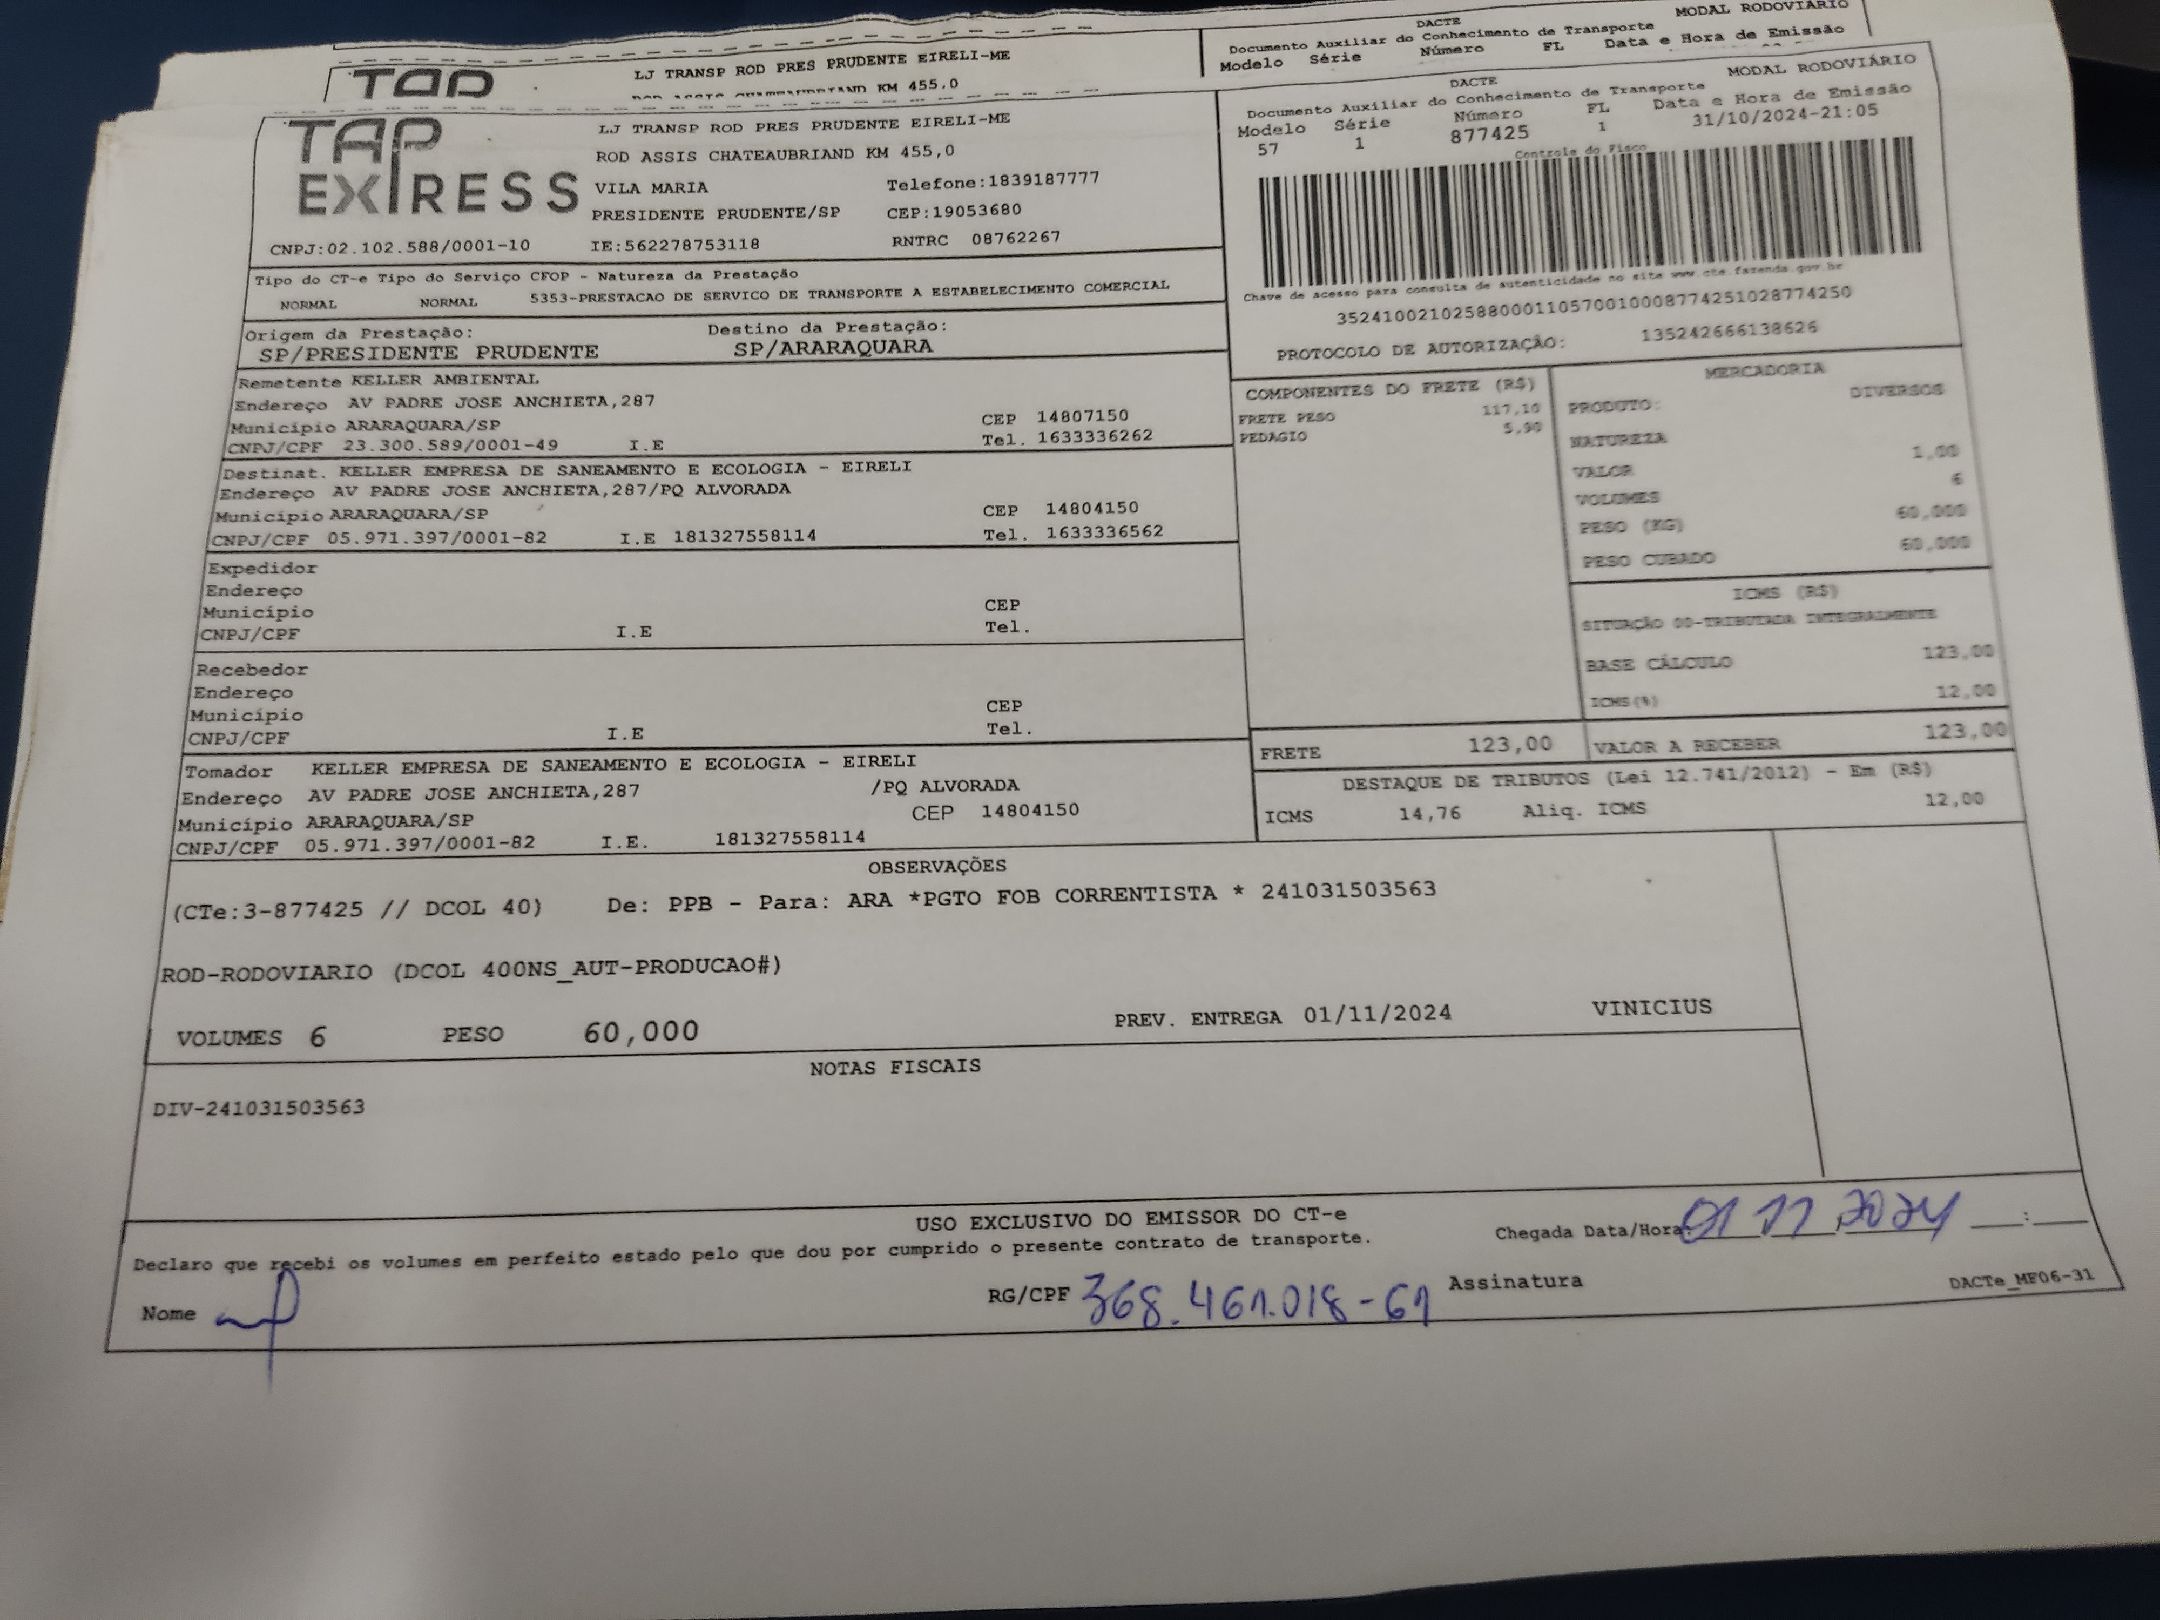 LJ TRANSP ROD PRES PRUDENTE EIRELI-ME
KM 455,0
DACTE MODAL RODOVIÁRIO
Documento Auxiliar do Conhecimento de Transporte
Modelo Série Número FL Data e Hora de Emissão
TAP EXPRESS
LJ TRANSP ROD PRES PRUDENTE EIRELI-ME
ROD ASSIS CHATEAUBRIAND KM 455,0
VILA MARIA Telefone:1839187777
PRESIDENTE PRUDENTE/SP CEP:19053680
CNPJ:02.102.588/0001-10 IE:562278753118 RNTRC 08762267
DACTE MODAL RODOVIÁRIO
Documento Auxiliar do Conhecimento de Transporte
Modelo Série Número FL Data e Hora de Emissão
57 1 877425 1 31/10/2024-21:05
Controle do Fisco
Chave de acesso para consulta de autenticidade no site www.cte.fazenda.gov.br
35241002102588000110570010008774251028774250
PROTOCOLO DE AUTORIZAÇÃO: 135242666138626
Tipo do CT-e Tipo do Serviço CFOP - Natureza da Prestação
NORMAL NORMAL 5353-PRESTACAO DE SERVICO DE TRANSPORTE A ESTABELECIMENTO COMERCIAL
Origem da Prestação: Destino da Prestação:
SP/PRESIDENTE PRUDENTE SP/ARARAQUARA
Remetente KELLER AMBIENTAL
Endereço AV PADRE JOSE ANCHIETA,287
Município ARARAQUARA/SP CEP 14807150
CNPJ/CPF 23.300.589/0001-49 I.E Tel. 1633336262
Destinat. KELLER EMPRESA DE SANEAMENTO E ECOLOGIA - EIRELI
Endereço AV PADRE JOSE ANCHIETA,287/PQ ALVORADA
Município ARARAQUARA/SP CEP 14804150
CNPJ/CPF 05.971.397/0001-82 I.E 181327558114 Tel. 1633336562
Expedidor
Endereço
Município CEP
CNPJ/CPF I.E Tel.
Recebedor
Endereço
Município CEP
CNPJ/CPF I.E Tel.
Tomador KELLER EMPRESA DE SANEAMENTO E ECOLOGIA - EIRELI
Endereço AV PADRE JOSE ANCHIETA,287 /PQ ALVORADA
Município ARARAQUARA/SP CEP 14804150
CNPJ/CPF 05.971.397/0001-82 I.E. 181327558114
COMPONENTES DO FRETE (R$)
FRETE PESO 117,10
PEDAGIO 5,90
MERCADORIA
PRODUTO: DIVERSOS
NATUREZA
VALOR 1,00
VOLUMES 6
PESO (KG) 60,000
PESO CUBADO 60,000
ICMS (R$)
SITUAÇÃO 00-TRIBUTADA INTEGRALMENTE
BASE CÁLCULO 123,00
ICMS(%) 12,00
FRETE 123,00 VALOR A RECEBER 123,00
DESTAQUE DE TRIBUTOS (Lei 12.741/2012) - Em (R$)
ICMS 14,76 Aliq. ICMS 12,00
OBSERVAÇÕES
(CTe:3-877425 // DCOL 40) De: PPB - Para: ARA *PGTO FOB CORRENTISTA * 241031503563
ROD-RODOVIARIO (DCOL 400NS_AUT-PRODUCAO#)
VOLUMES 6 PESO 60,000 PREV. ENTREGA 01/11/2024 VINICIUS
NOTAS FISCAIS
DIV-241031503563
USO EXCLUSIVO DO EMISSOR DO CT-e
Declaro que recebi os volumes em perfeito estado pelo que dou por cumprido o presente contrato de transporte. Chegada Data/Hora: 01 11 2024 __:__
Nome RG/CPF 368.461.018-61 Assinatura DACTe_MF06-31